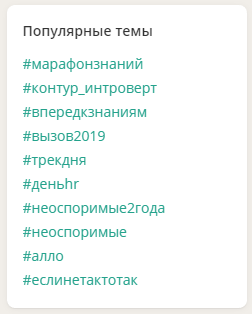 Популярные темы
#марафонзнаний
#контур_интроверт
#впередкзнаниям
#вызов2019
#трекдня
#деньhr
#неоспоримые2года
#неоспоримые
#алло
#еслинетактотак